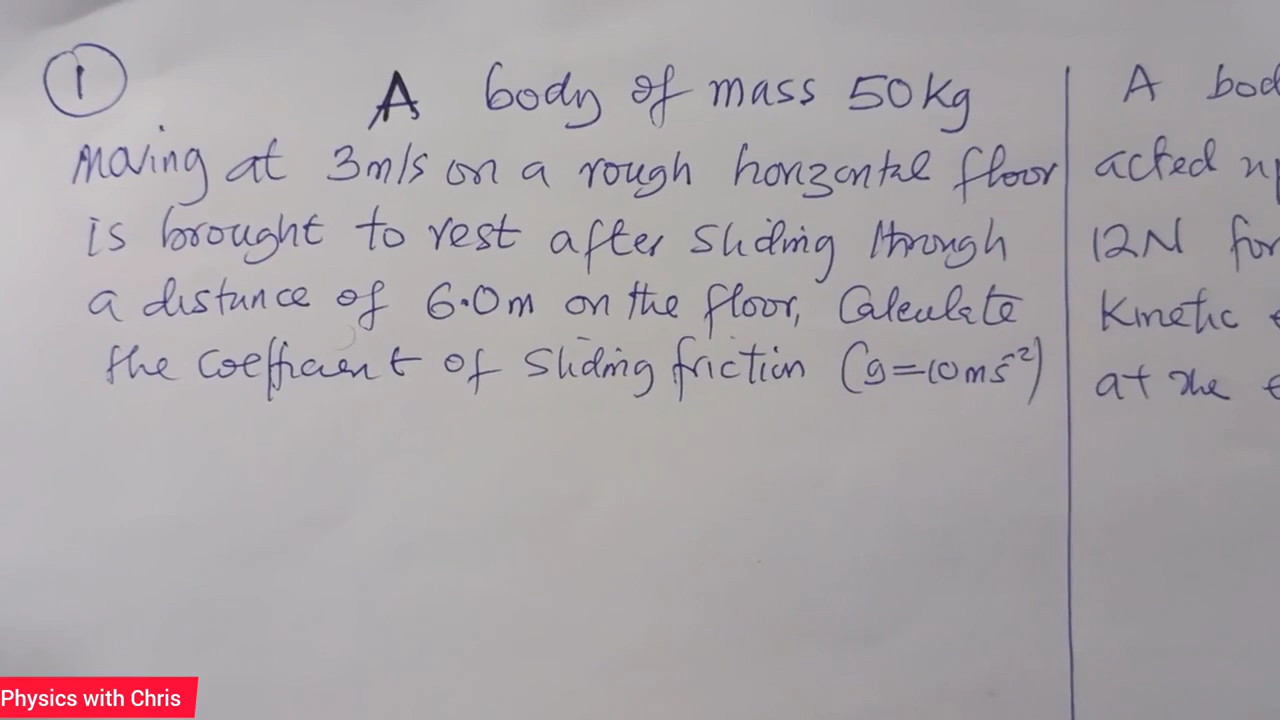 1
A body of mass 50kg
moving at 3m/s on a rough horizontal floor
is brought to rest after sliding through
a distance of 6.0m on the floor, Calculate
the coefficient of sliding friction (g=10ms⁻²)
A bod
acted up
12N for
Kinetic e
at the e
Physics with Chris